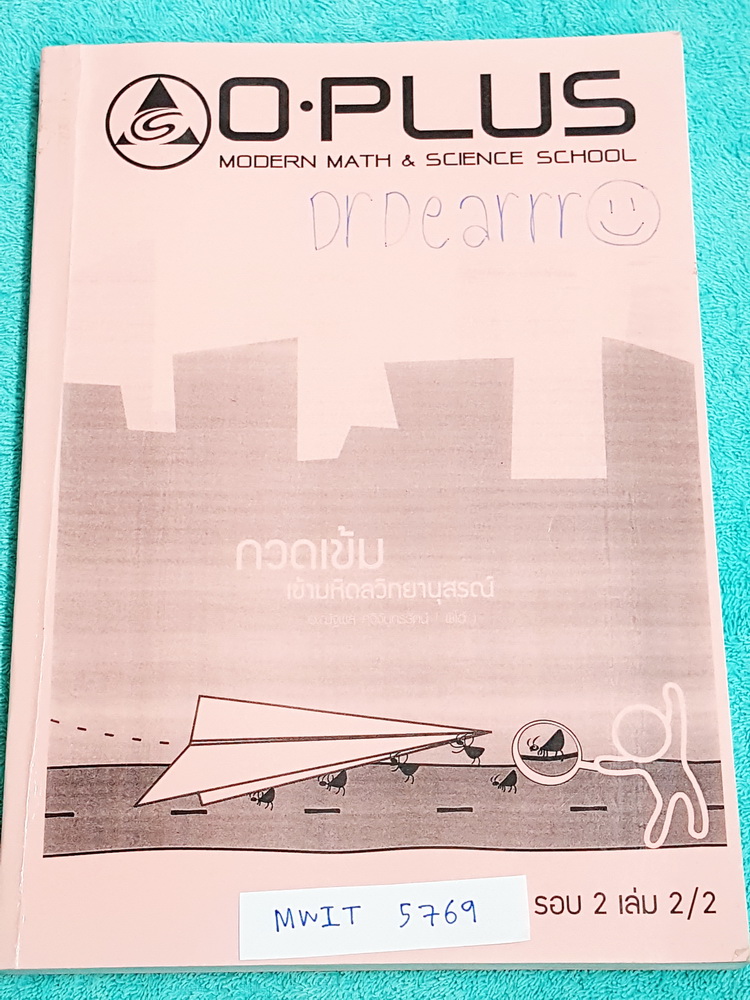 O·PLUS
MODERN MATH & SCIENCE SCHOOL
DrDearrr
กวดเข้ม
เข้ามหิดลวิทยานุสรณ์
MWIT 5769
รอบ 2 เล่ม 2/2